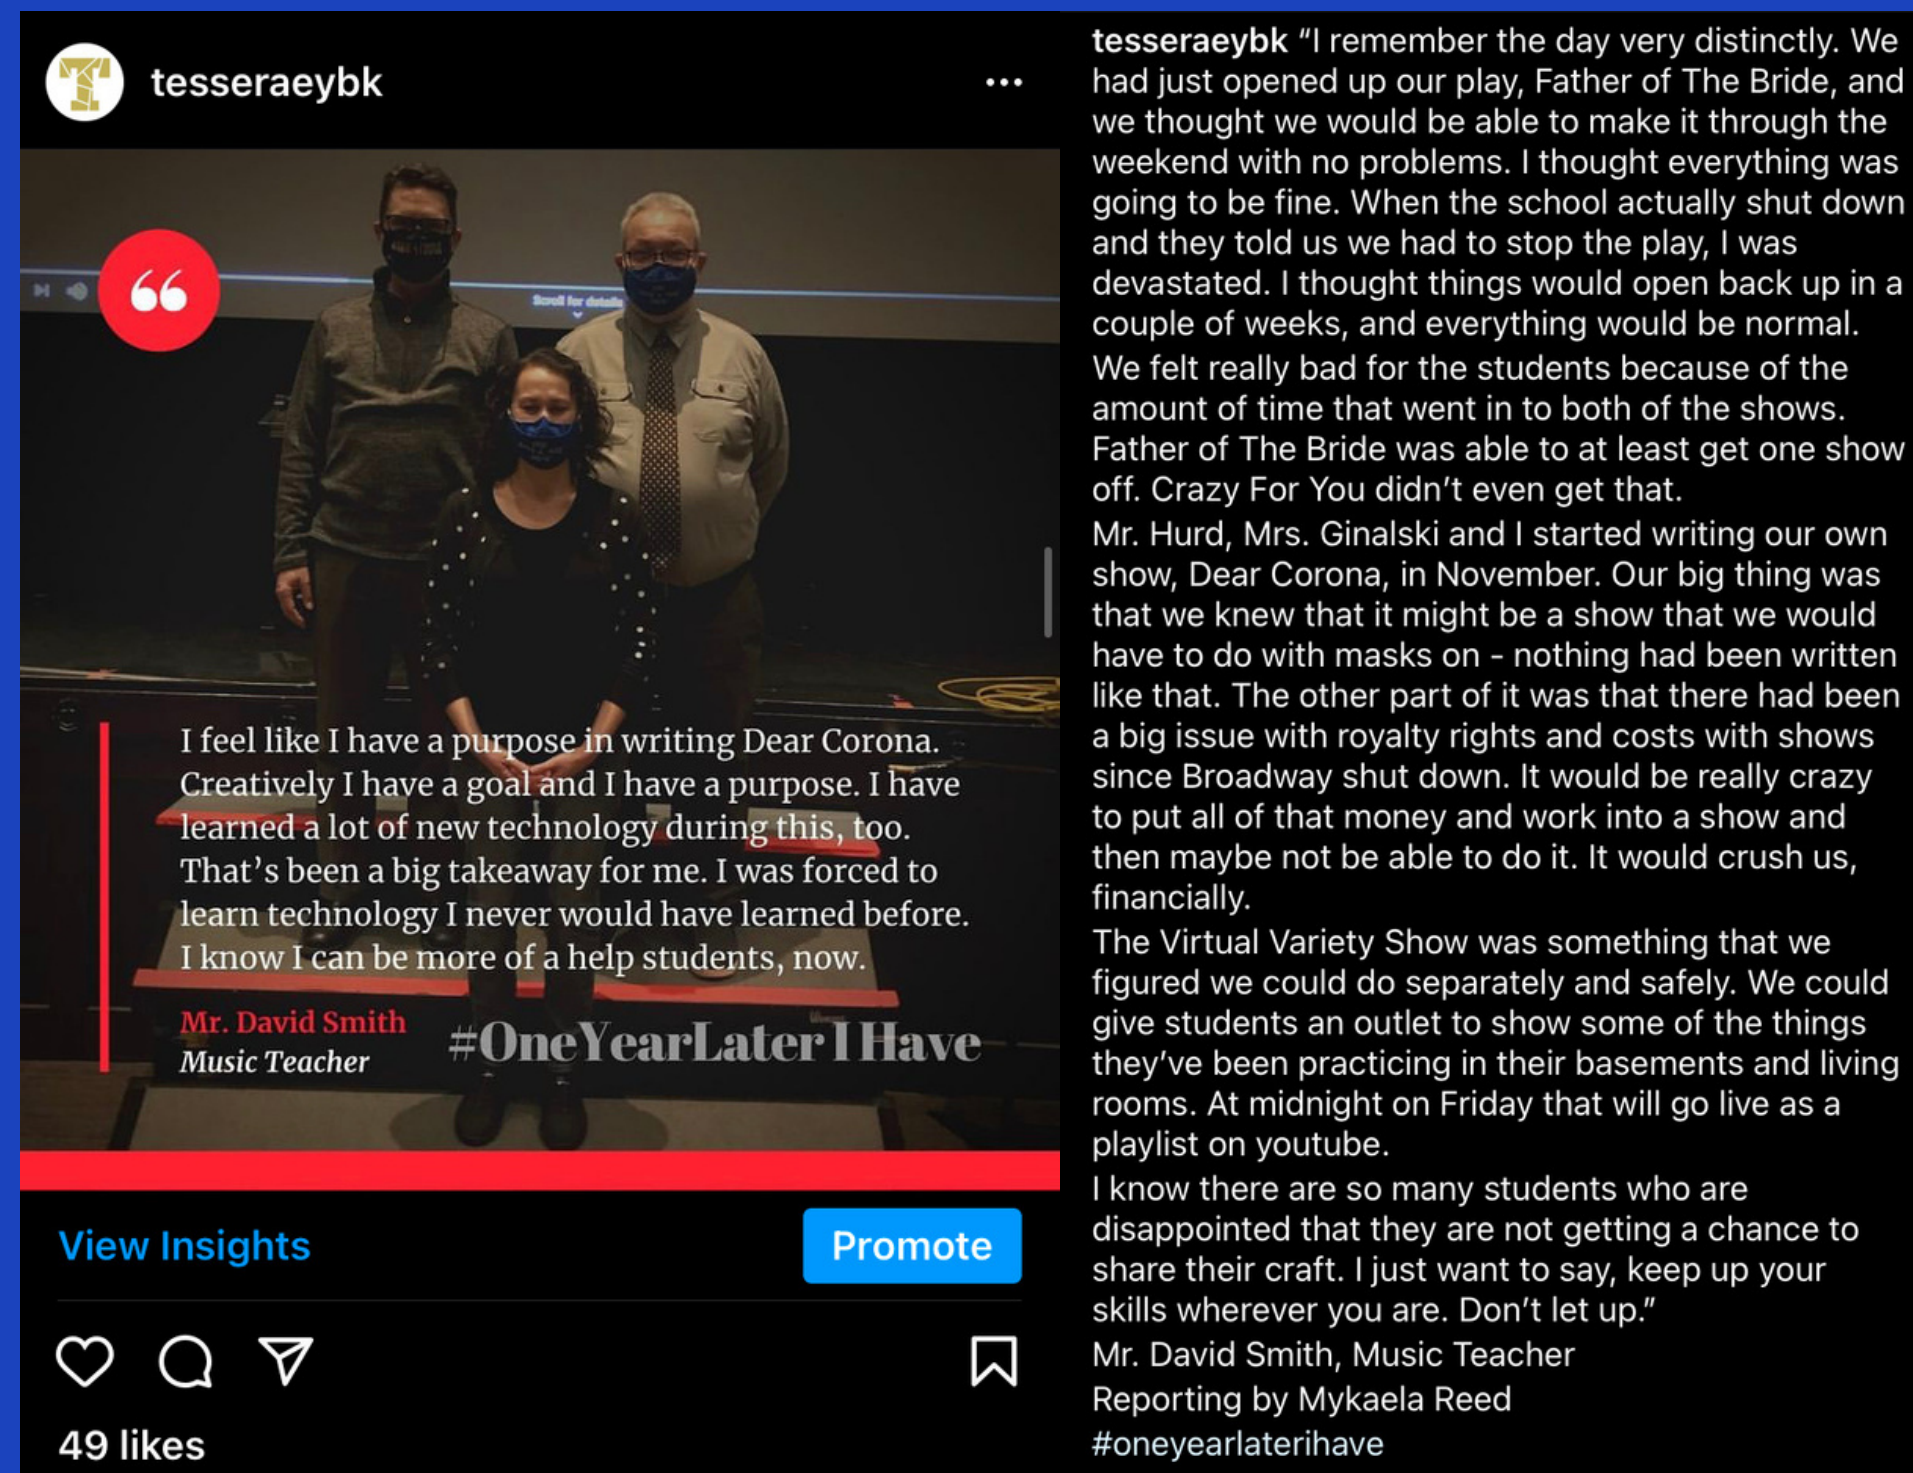 tesseraeybk
Scroll for details
I feel like I have a purpose in writing Dear Corona.
Creatively I have a goal and I have a purpose. I have
learned a lot of new technology during this, too.
That's been a big takeaway for me. I was forced to
learn technology I never would have learned before.
I know I can be more of a help students, now.
Mr. David Smith
Music Teacher
#OneYearLaterIHave
View Insights
Promote
49 likes
tesseraeybk “I remember the day very distinctly. We
had just opened up our play, Father of The Bride, and
we thought we would be able to make it through the
weekend with no problems. I thought everything was
going to be fine. When the school actually shut down
and they told us we had to stop the play, I was
devastated. I thought things would open back up in a
couple of weeks, and everything would be normal.
We felt really bad for the students because of the
amount of time that went in to both of the shows.
Father of The Bride was able to at least get one show
off. Crazy For You didn’t even get that.
Mr. Hurd, Mrs. Ginalski and I started writing our own
show, Dear Corona, in November. Our big thing was
that we knew that it might be a show that we would
have to do with masks on - nothing had been written
like that. The other part of it was that there had been
a big issue with royalty rights and costs with shows
since Broadway shut down. It would be really crazy
to put all of that money and work into a show and
then maybe not be able to do it. It would crush us,
financially.
The Virtual Variety Show was something that we
figured we could do separately and safely. We could
give students an outlet to show some of the things
they’ve been practicing in their basements and living
rooms. At midnight on Friday that will go live as a
playlist on youtube.
I know there are so many students who are
disappointed that they are not getting a chance to
share their craft. I just want to say, keep up your
skills wherever you are. Don’t let up.”
Mr. David Smith, Music Teacher
Reporting by Mykaela Reed
#oneyearlaterihave